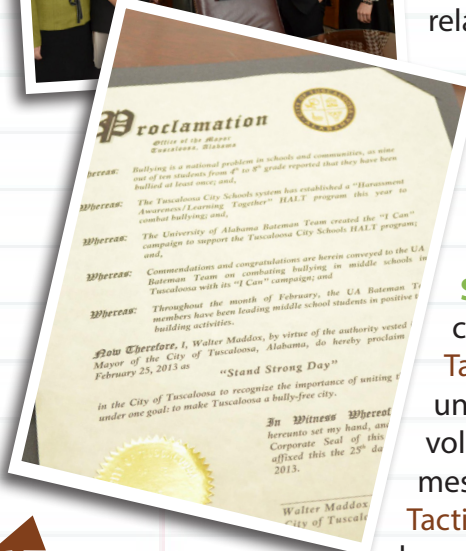 rela
Proclamation
Office of the Mayor
Tuscaloosa, Alabama
Whereas: Bullying is a national problem in schools and communities, as nine
out of ten students from 4th to 8th grade reported that they have been
bullied at least once; and,
Whereas: The Tuscaloosa City Schools system has established a "Harassment
Awareness/Learning Together" HALT program this year to
combat bullying; and,
Whereas: The University of Alabama Bateman Team created the "I Can"
campaign to support the Tuscaloosa City Schools HALT program;
and,
Whereas: Commendations and congratulations are herein conveyed to the UA
Bateman Team on combating bullying in middle schools in
Tuscaloosa with its "I Can" campaign; and
Whereas: Throughout the month of February, the UA Bateman T
members have been leading middle school students in positive t
building activities.
Now Therefore, I, Walter Maddox, by virtue of the authority vested
Mayor of the City of Tuscaloosa, Alabama, do hereby proclaim
February 25, 2013 as
"Stand Strong Day"
in the City of Tuscaloosa to recognize the importance of uniting t
under one goal: to make Tuscaloosa a bully-free city.
In Witness Whereof
hereunto set my hand, and
Corporate Seal of this
affixed this the 25th da
2013.
Walter Maddox
City of Tuscalo
s
c
Ta
un
vol
mes
Tacti